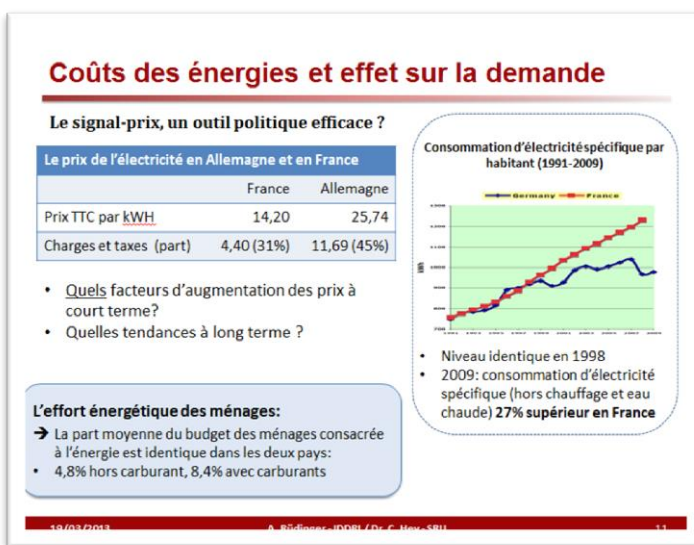 Coûts des énergies et effet sur la demande
Le signal-prix, un outil politique efficace ?
Le prix de l'électricité en Allemagne et en France
France Allemagne
Prix TTC par kWH 14,20 25,74
Charges et taxes (part) 4,40 (31%) 11,69 (45%)
• Quels facteurs d'augmentation des prix à
court terme?
• Quelles tendances à long terme ?
L'effort énergétique des ménages:
➔ La part moyenne du budget des ménages consacrée
à l'énergie est identique dans les deux pays:
• 4,8% hors carburant, 8,4% avec carburants
Consommation d'électricité spécifique par
habitant (1991-2009)
Germany France
• Niveau identique en 1998
• 2009: consommation d'électricité
spécifique (hors chauffage et eau
chaude) 27% supérieur en France
19/03/2013 A. Rüdinger - IDDRI / Dr. C. Hey - SRU 11